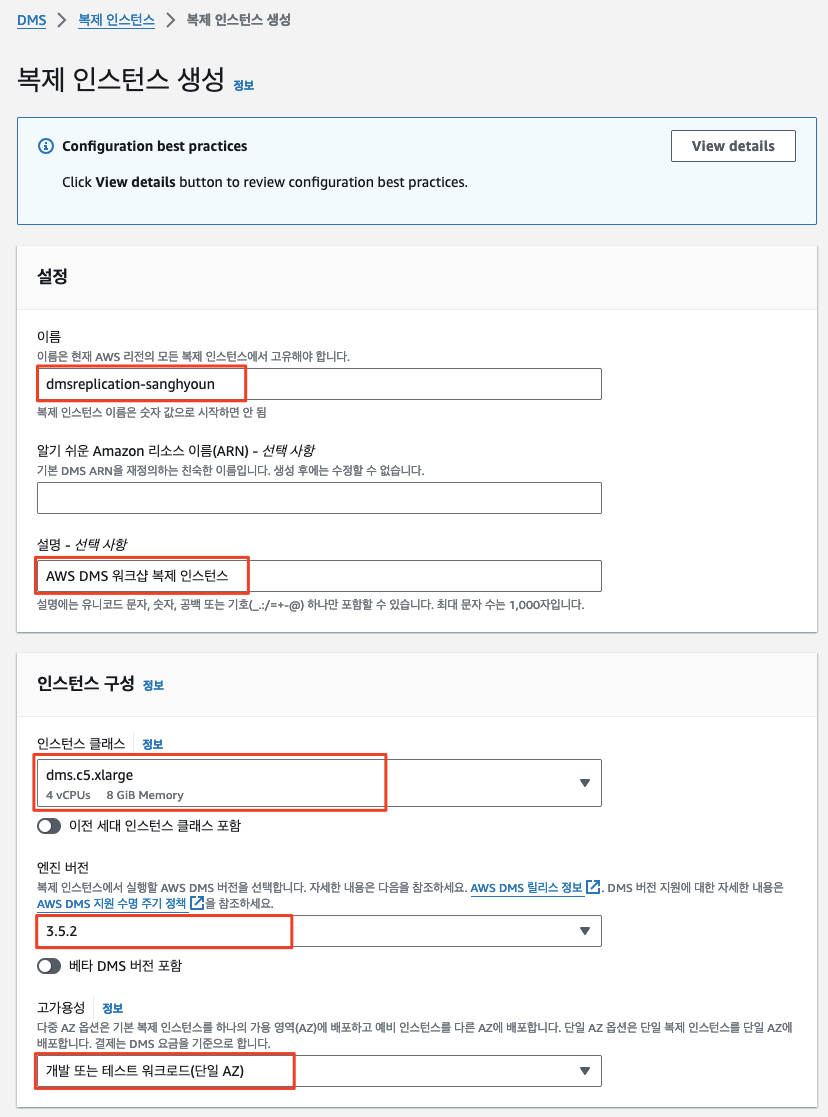 DMS > 복제 인스턴스 > 복제 인스턴스 생성
복제 인스턴스 생성 정보
Configuration best practices
View details
Click View details button to review configuration best practices.
설정
이름
이름은 현재 AWS 리전의 모든 복제 인스턴스에서 고유해야 합니다.
dmsreplication-sanghyoun
복제 인스턴스 이름은 숫자 값으로 시작하면 안 됨
알기 쉬운 Amazon 리소스 이름(ARN) - 선택 사항
기본 DMS ARN을 재정의하는 친숙한 이름입니다. 생성 후에는 수정할 수 없습니다.
설명 - 선택 사항
AWS DMS 워크샵 복제 인스턴스
설명에는 유니코드 문자, 숫자, 공백 또는 기호(_.:/=+-@) 하나만 포함할 수 있습니다. 최대 문자 수는 1,000자입니다.
인스턴스 구성 정보
인스턴스 클래스 정보
dms.c5.xlarge
4 vCPUs 8 GiB Memory
이전 세대 인스턴스 클래스 포함
엔진 버전
복제 인스턴스에서 실행할 AWS DMS 버전을 선택합니다. 자세한 내용은 다음을 참조하세요. AWS DMS 릴리스 정보. DMS 버전 지원에 대한 자세한 내용은
AWS DMS 지원 수명 주기 정책을 참조하세요.
3.5.2
베타 DMS 버전 포함
고가용성 정보
다중 AZ 옵션은 기본 복제 인스턴스를 하나의 가용 영역(AZ)에 배포하고 예비 인스턴스를 다른 AZ에 배포합니다. 단일 AZ 옵션은 단일 복제 인스턴스를 단일 AZ에
배포합니다. 결제는 DMS 요금을 기준으로 합니다.
개발 또는 테스트 워크로드(단일 AZ)